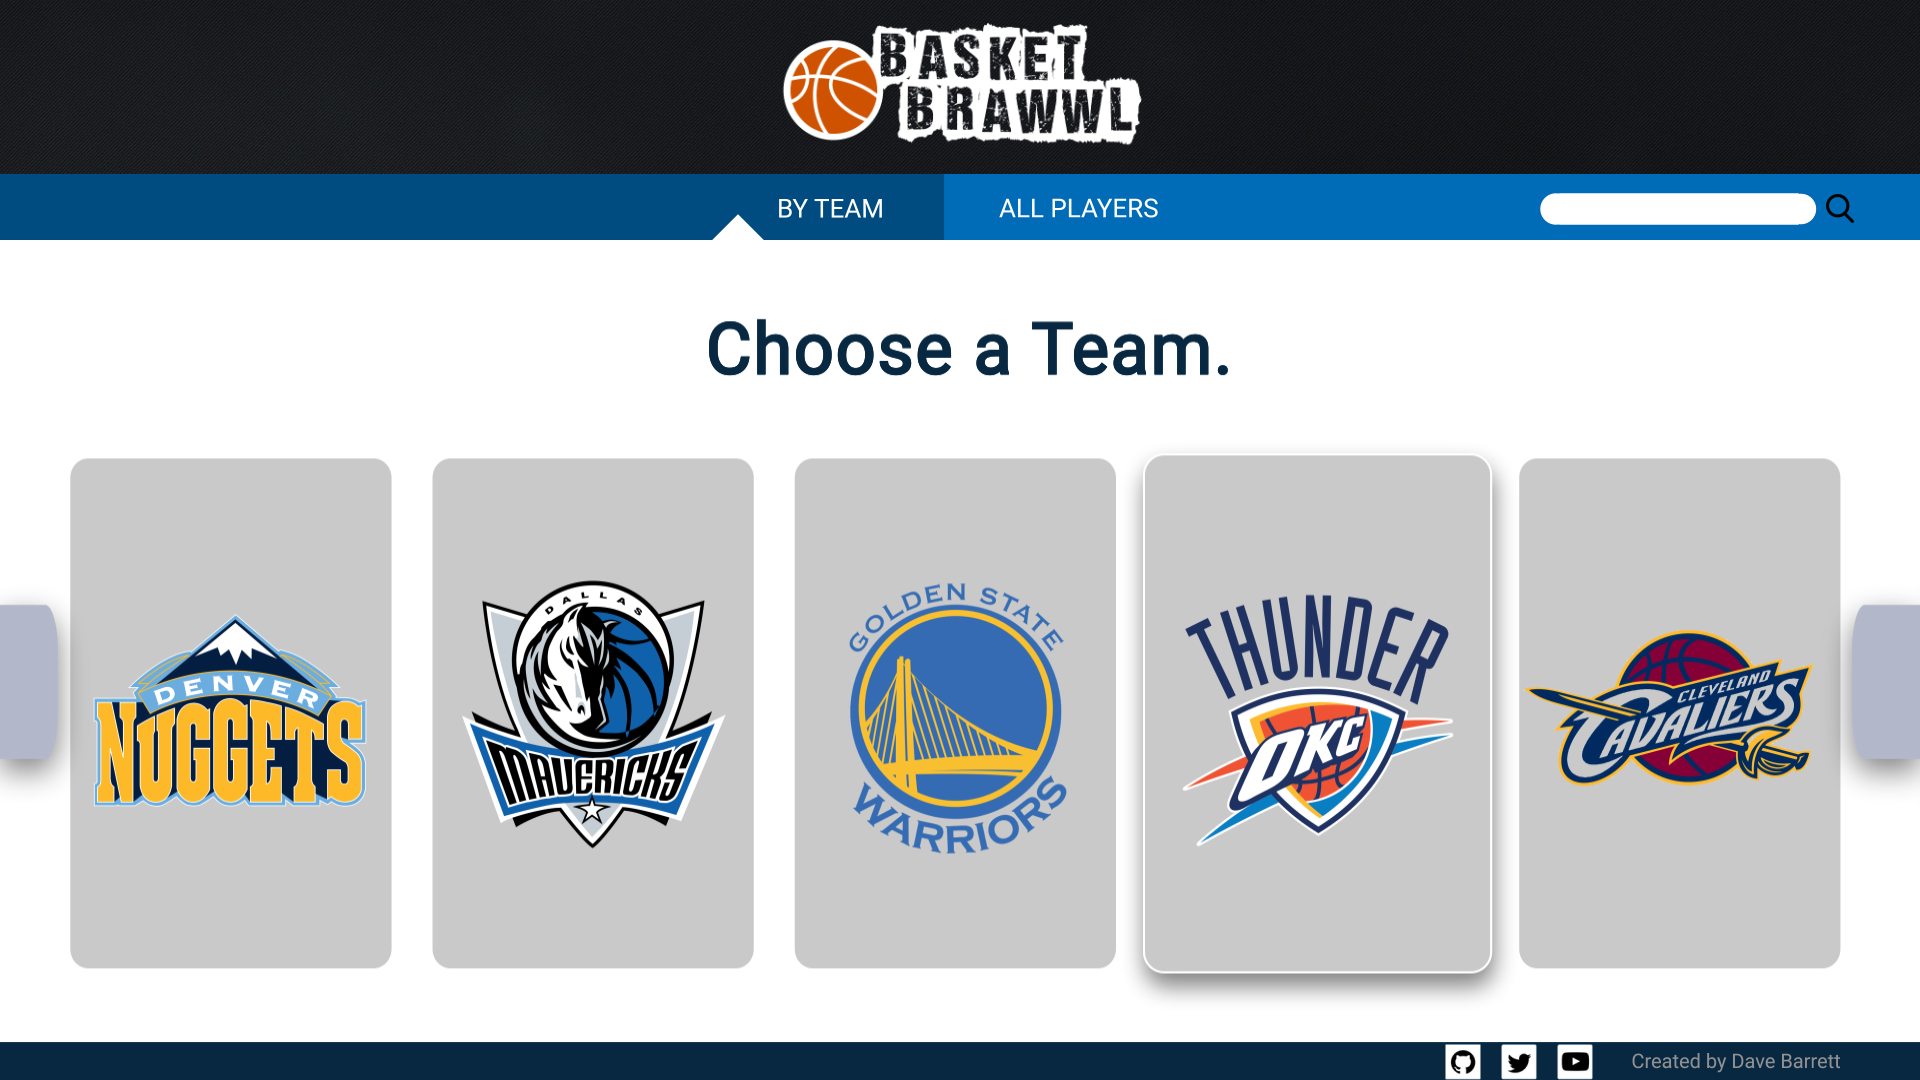 BASKET
BRAWWL
BY TEAM
ALL PLAYERS
Choose a Team.
DENVER
NUGGETS
DALLAS
MAVERICKS
GOLDEN STATE
WARRIORS
THUNDER
OKC
CLEVELAND
CAVALIERS
Created by Dave Barrett